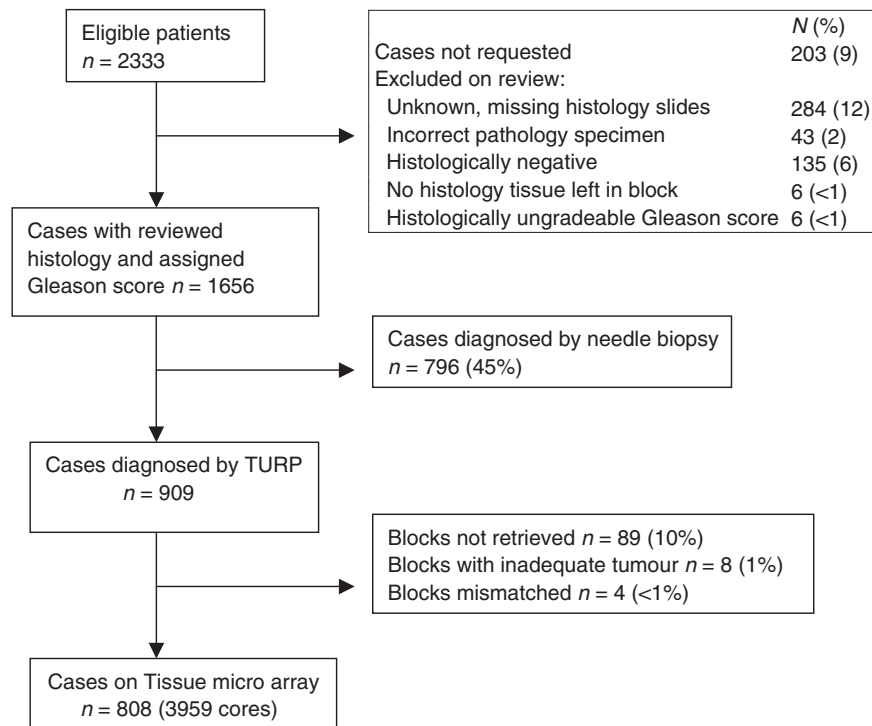 Eligible patients
n = 2333
N (%)
Cases not requested 203 (9)
Excluded on review:
Unknown, missing histology slides 284 (12)
Incorrect pathology specimen 43 (2)
Histologically negative 135 (6)
No histology tissue left in block 6 (<1)
Histologically ungradeable Gleason score 6 (<1)
Cases with reviewed
histology and assigned
Gleason score n = 1656
Cases diagnosed by needle biopsy
n = 796 (45%)
Cases diagnosed by TURP
n = 909
Blocks not retrieved n = 89 (10%)
Blocks with inadequate tumour n = 8 (1%)
Blocks mismatched n = 4 (<1%)
Cases on Tissue micro array
n = 808 (3959 cores)